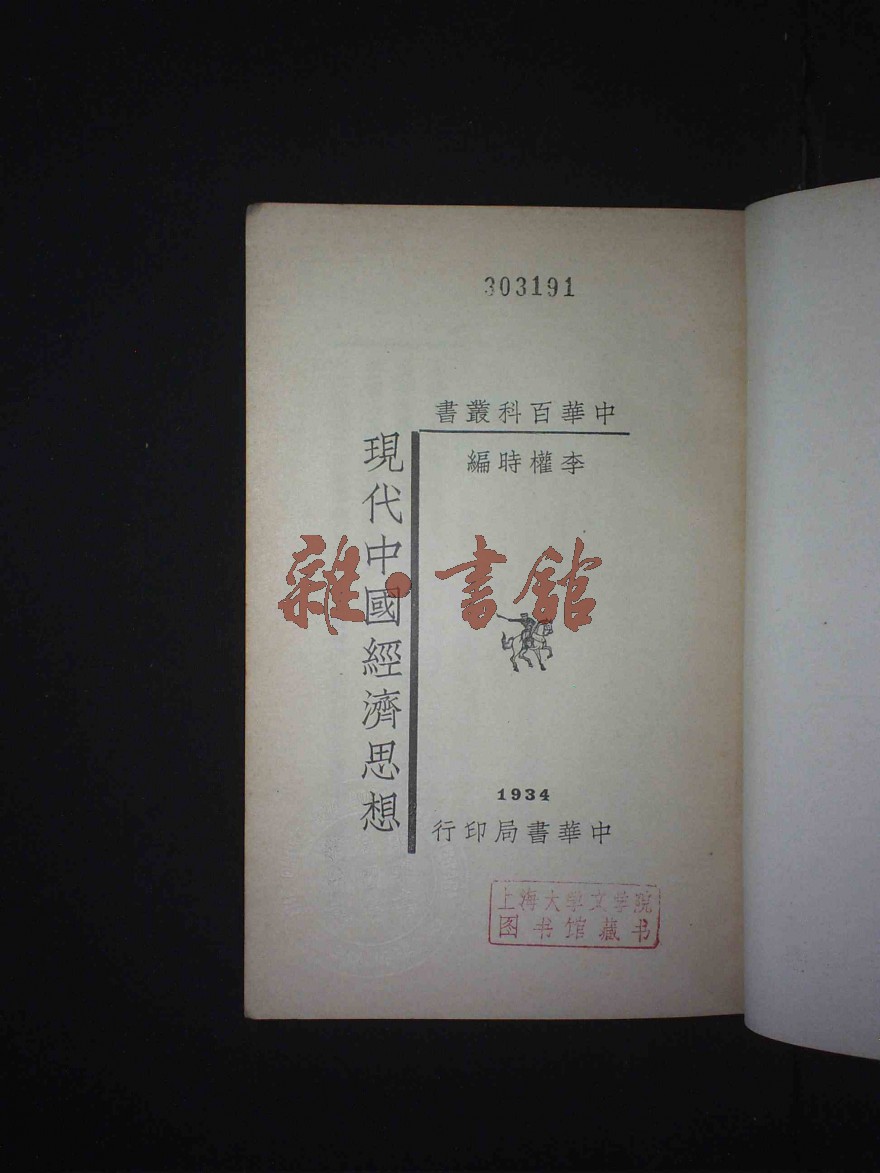 303191
中華百科叢書
李權時編
現代中國經濟思想
雜·書館
1934
中華書局印行
上海大学文学院
图书馆藏书